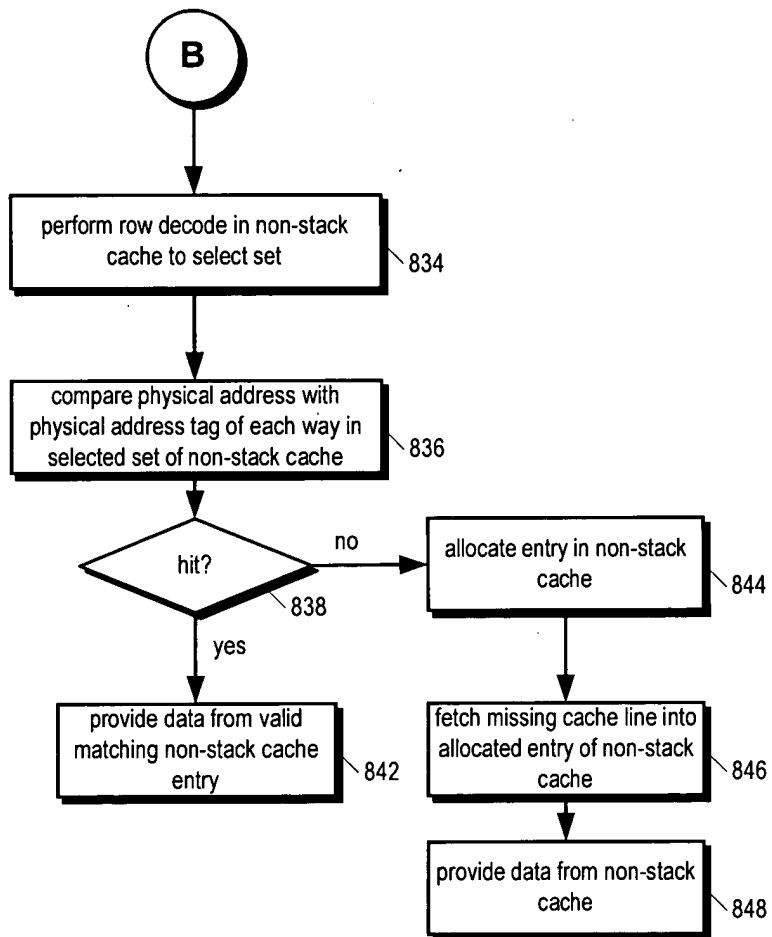 B
perform row decode in non-stack
cache to select set
834
compare physical address with
physical address tag of each way in
selected set of non-stack cache
836
hit?
838
no
yes
allocate entry in non-stack
cache
844
provide data from valid
matching non-stack cache
entry
842
fetch missing cache line into
allocated entry of non-stack
cache
846
provide data from non-stack
cache
848